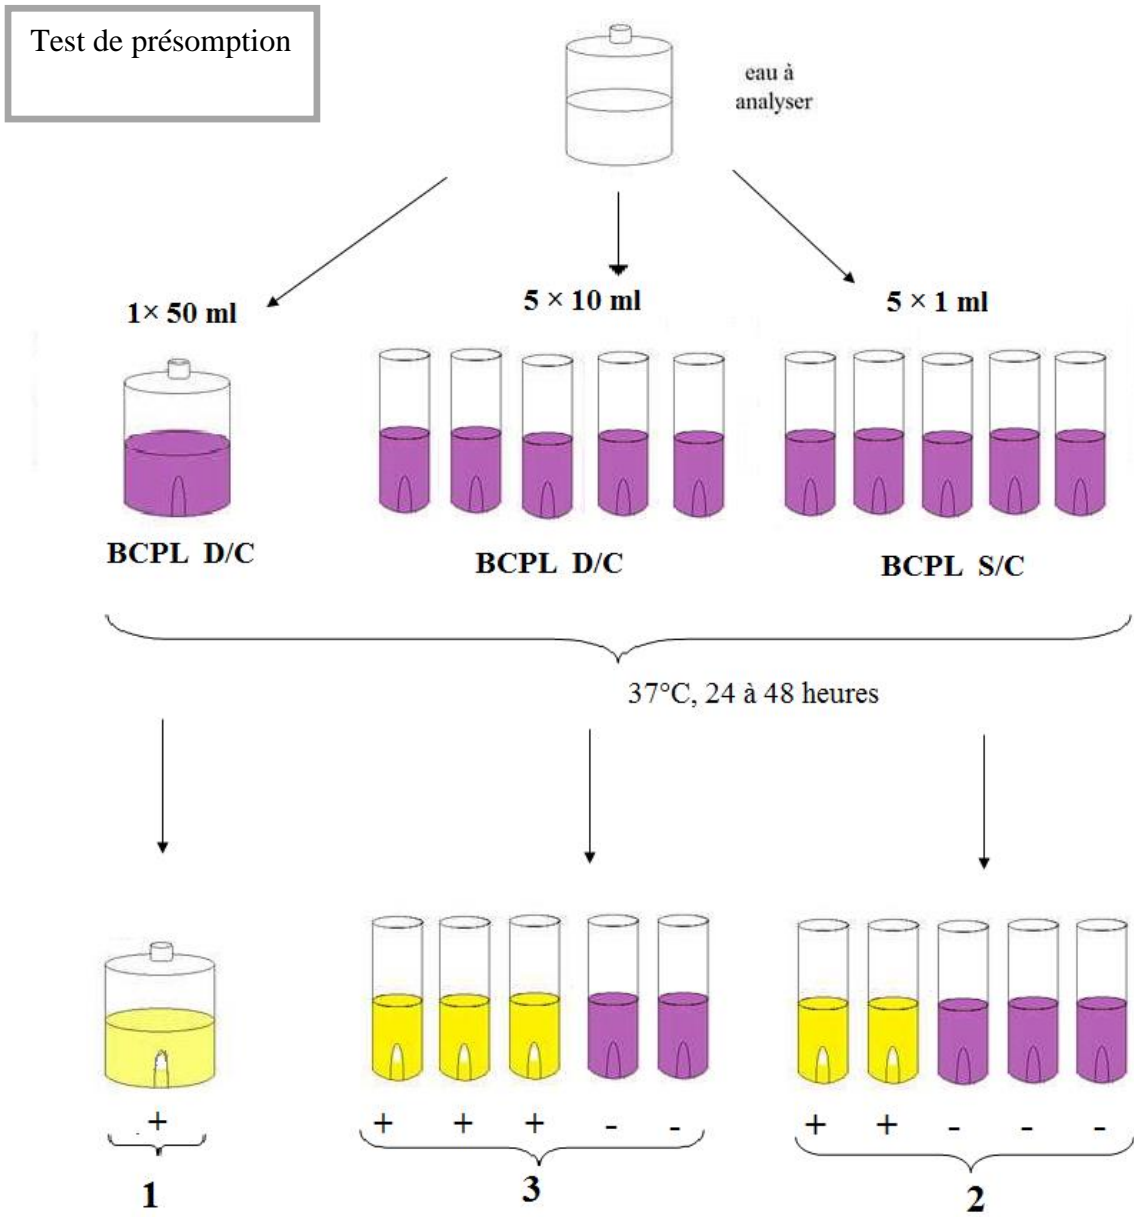 Test de présomption
eau à
analyser
1× 50 ml
5 × 10 ml
5 × 1 ml
BCPL D/C
BCPL D/C
BCPL S/C
37°C, 24 à 48 heures
+
+ + + - -
+ + - - -
1
3
2